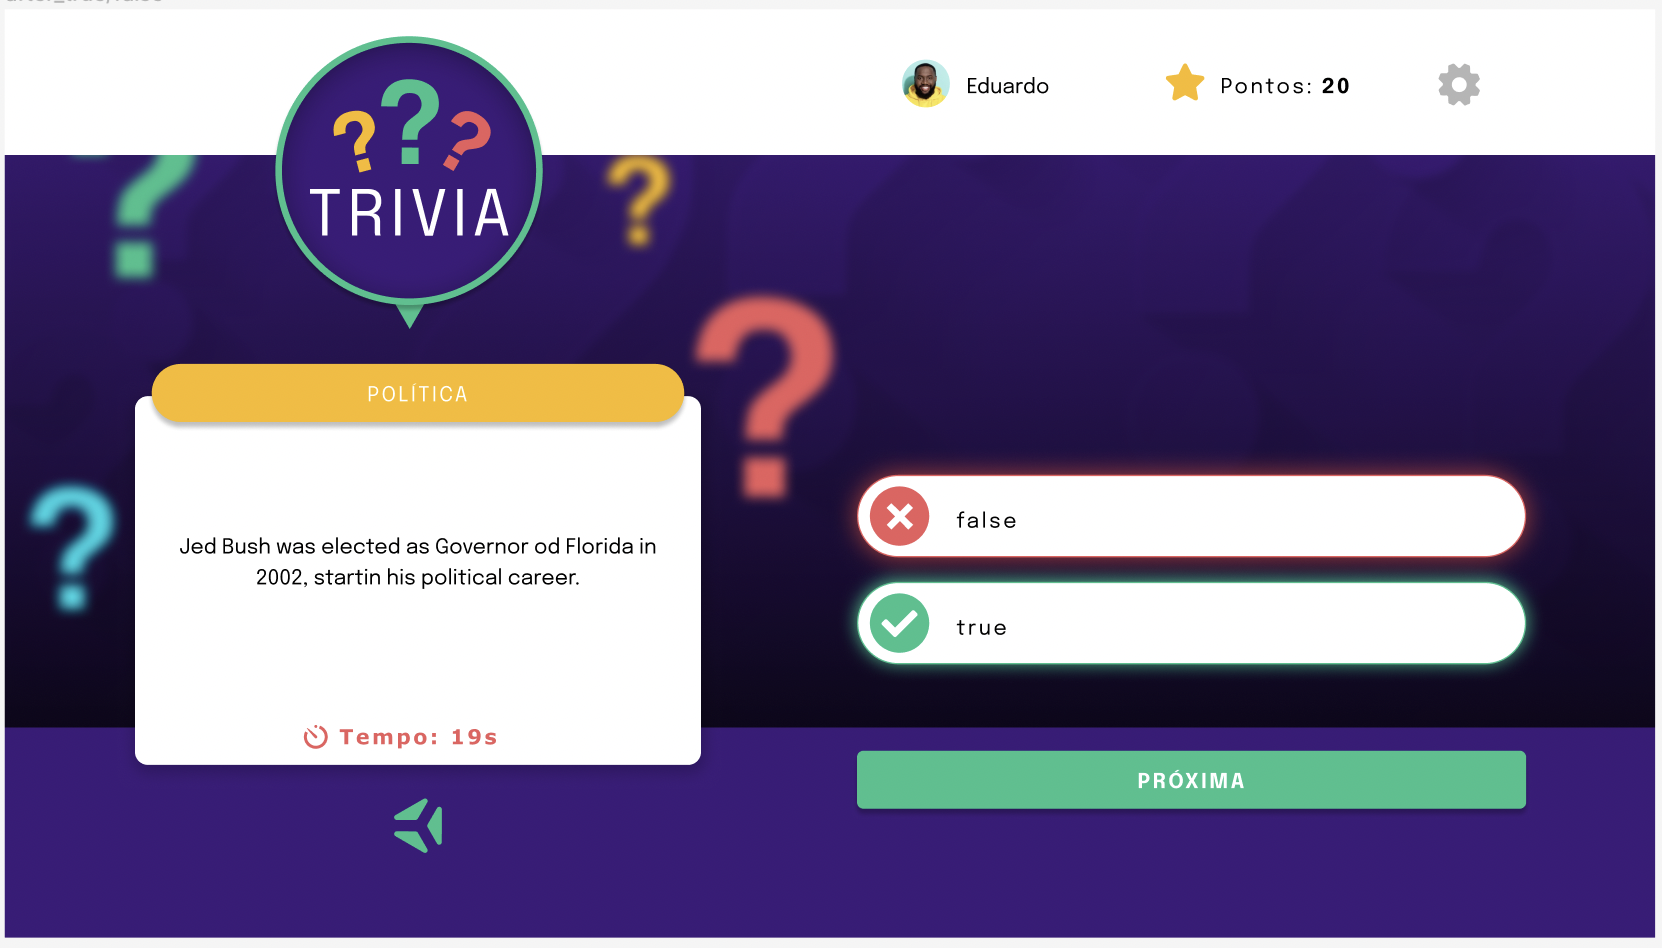 Eduardo
Pontos: 20
???
TRIVIA
POLÍTICA
Jed Bush was elected as Governor od Florida in
2002, startin his political career.
Tempo: 19s
false
true
PRÓXIMA